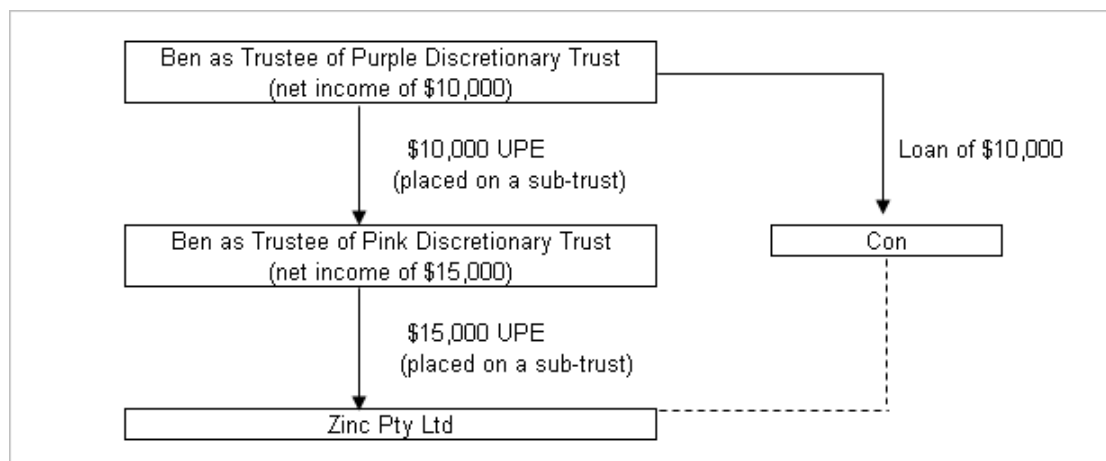 Ben as Trustee of Purple Discretionary Trust
(net income of $10,000)
$10,000 UPE
(placed on a sub-trust)
Loan of $10,000
Ben as Trustee of Pink Discretionary Trust
(net income of $15,000)
Con
$15,000 UPE
(placed on a sub-trust)
Zinc Pty Ltd